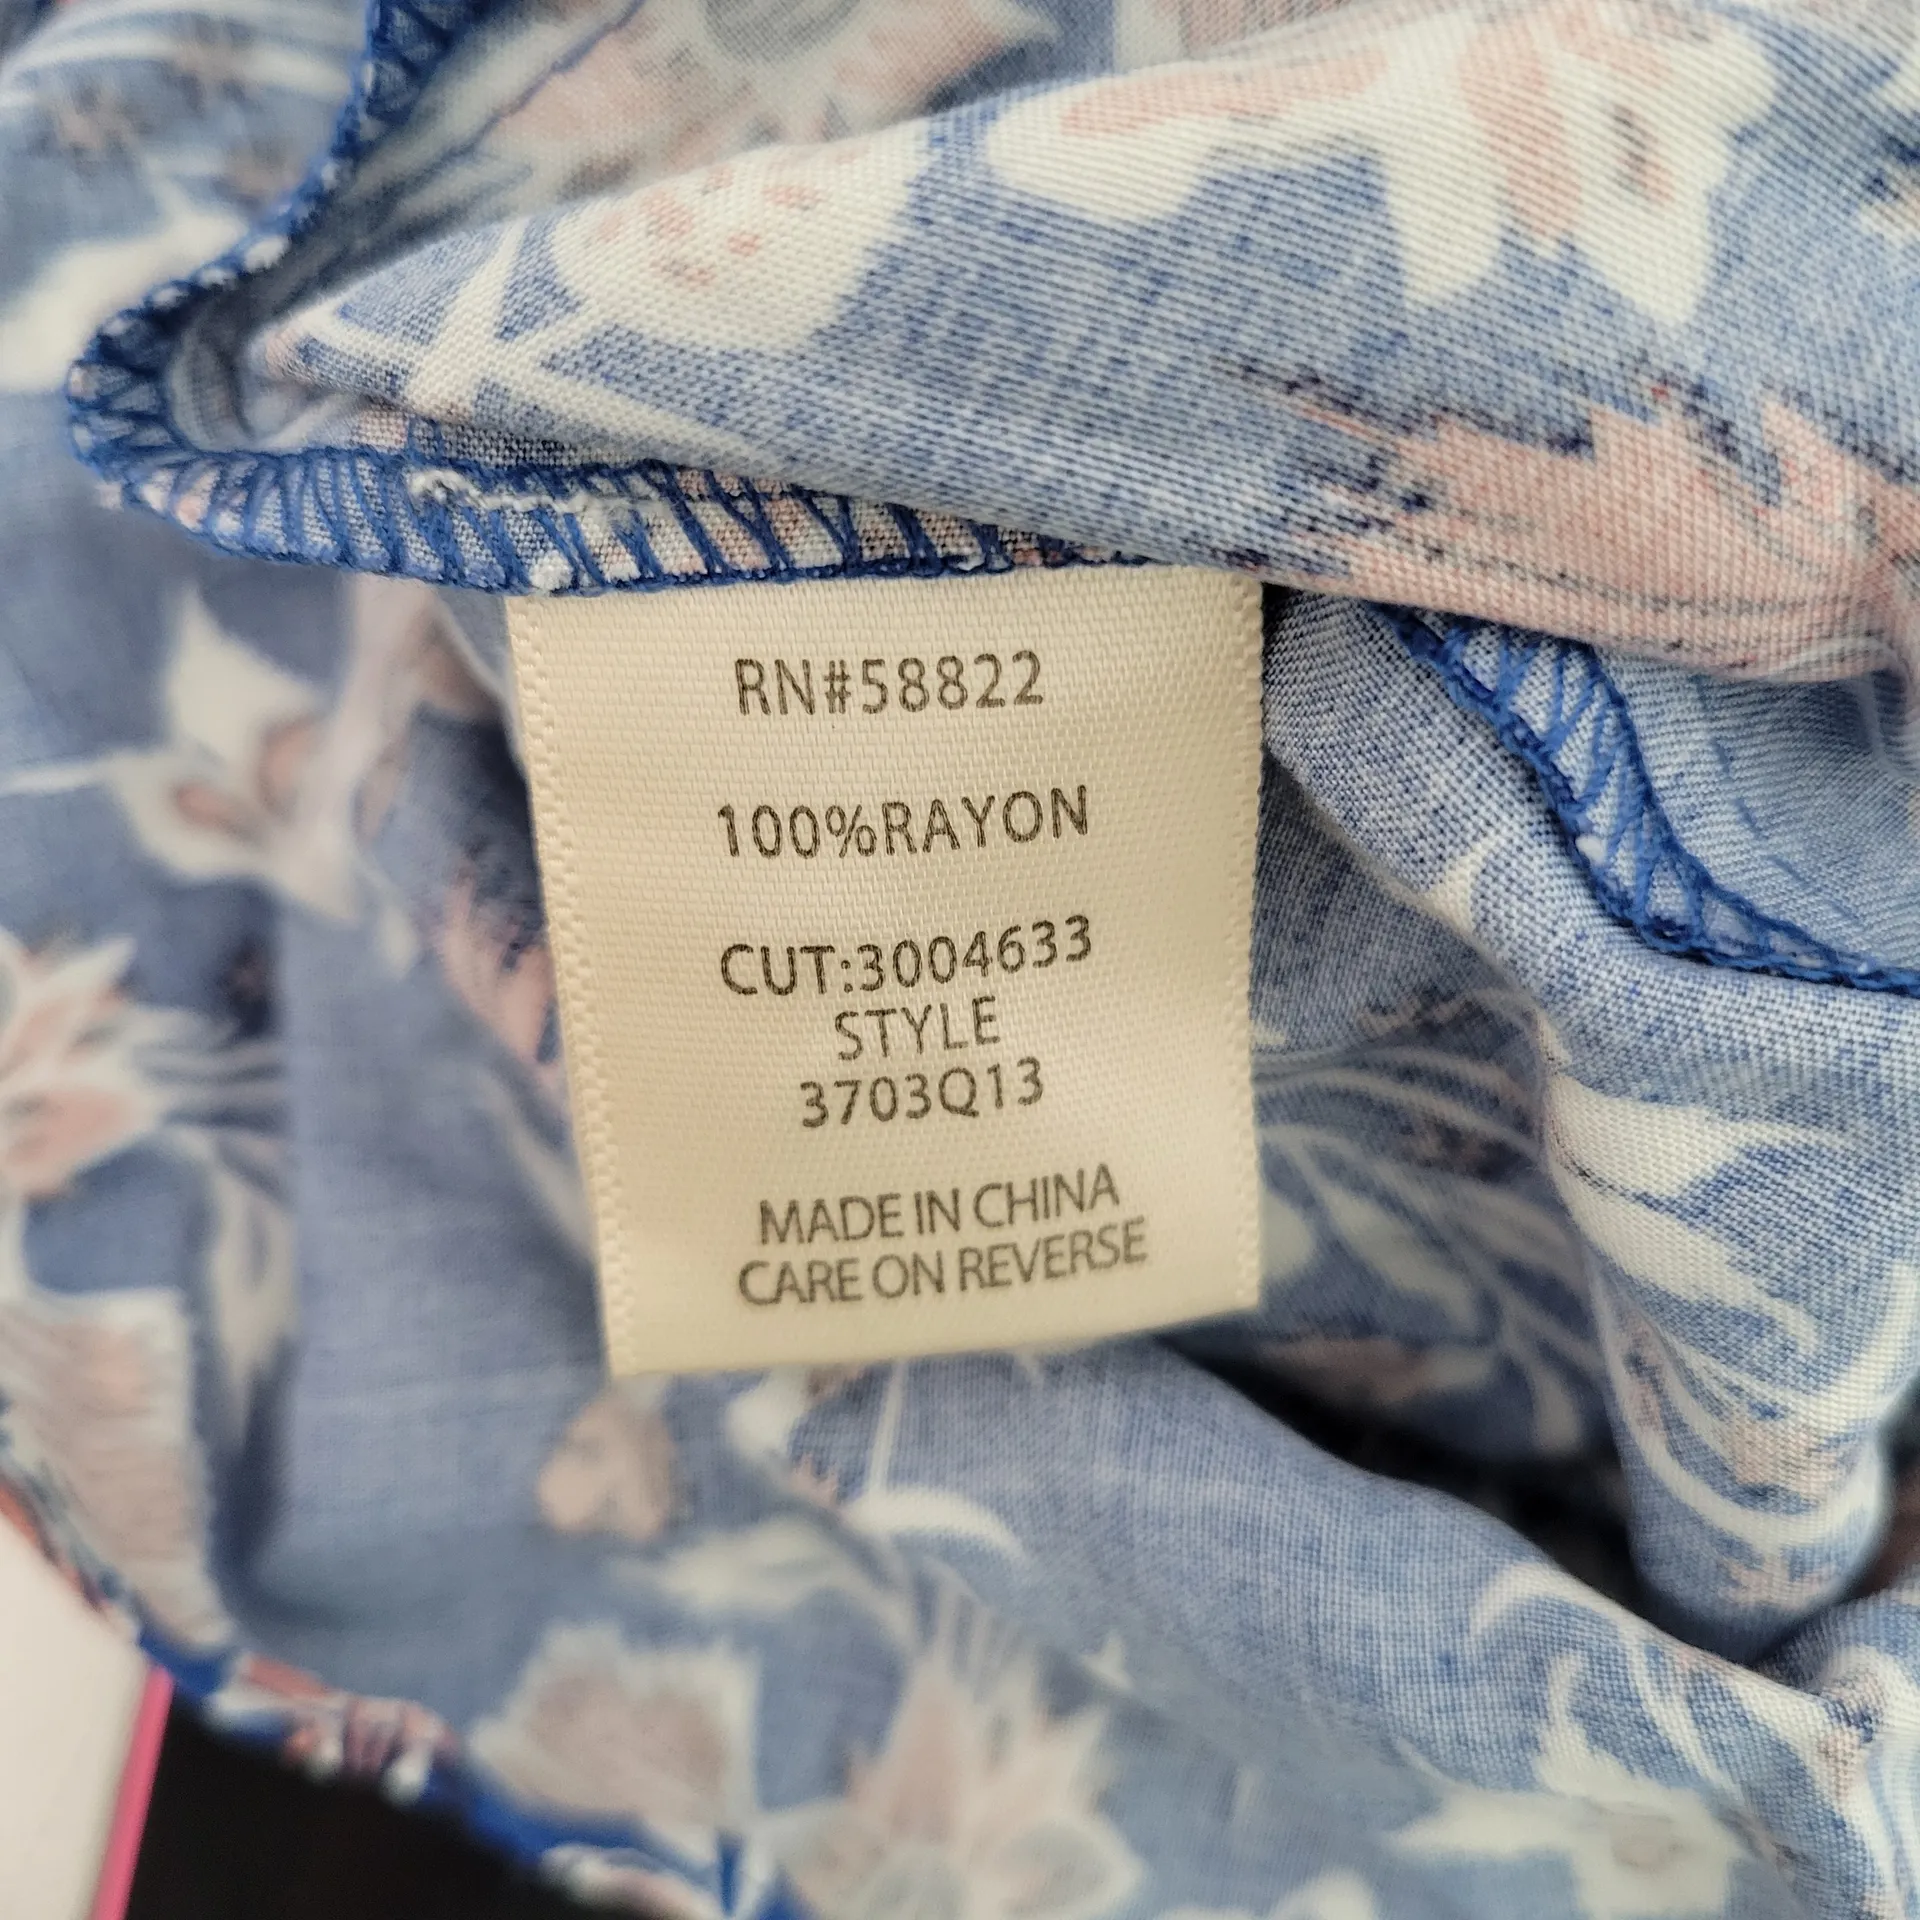 RN#58822
100%RAYON
CUT:3004633
STYLE
3703Q13
MADE IN CHINA
CARE ON REVERSE